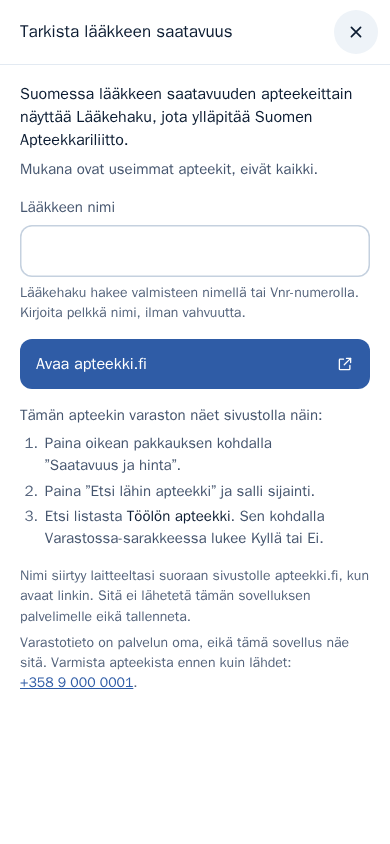 Tarkista lääkkeen saatavuus
Suomessa lääkkeen saatavuuden apteekeittain
näyttää Lääkehaku, jota ylläpitää Suomen
Apteekkariliitto.
Mukana ovat useimmat apteekit, eivät kaikki.
Lääkkeen nimi
Lääkehaku hakee valmisteen nimellä tai Vnr-numerolla.
Kirjoita pelkkä nimi, ilman vahvuutta.
Avaa apteekki.fi
Tämän apteekin varaston näet sivustolla näin:
1. Paina oikean pakkauksen kohdalla
”Saatavuus ja hinta”.
2. Paina ”Etsi lähin apteekki” ja salli sijainti.
3. Etsi listasta Töölön apteekki. Sen kohdalla
Varastossa-sarakkeessa lukee Kyllä tai Ei.
Nimi siirtyy laitteeltasi suoraan sivustolle apteekki.fi, kun
avaat linkin. Sitä ei lähetetä tämän sovelluksen
palvelimelle eikä tallenneta.
Varastotieto on palvelun oma, eikä tämä sovellus näe
sitä. Varmista apteekista ennen kuin lähdet:
+358 9 000 0001.